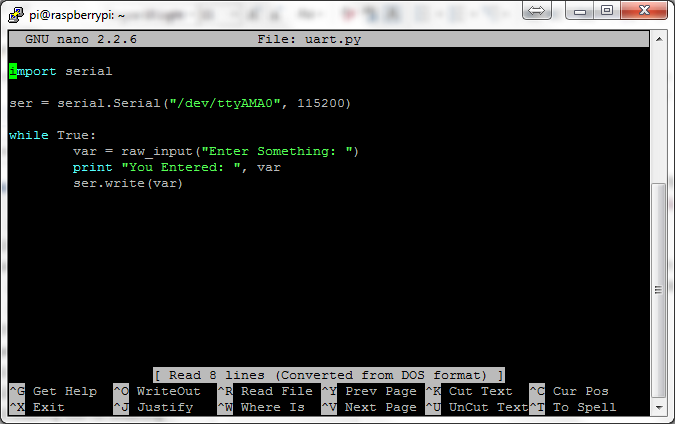 pi@raspberrypi: ~
GNU nano 2.2.6 File: uart.py
import serial
ser = serial.Serial("/dev/ttyAMA0", 115200)
while True:
var = raw_input("Enter Something: ")
print "You Entered: ", var
ser.write(var)
[ Read 8 lines (Converted from DOS format) ]
^G Get Help ^O WriteOut ^R Read File ^Y Prev Page ^K Cut Text ^C Cur Pos
^X Exit ^J Justify ^W Where Is ^V Next Page ^U UnCut Text^T To Spell